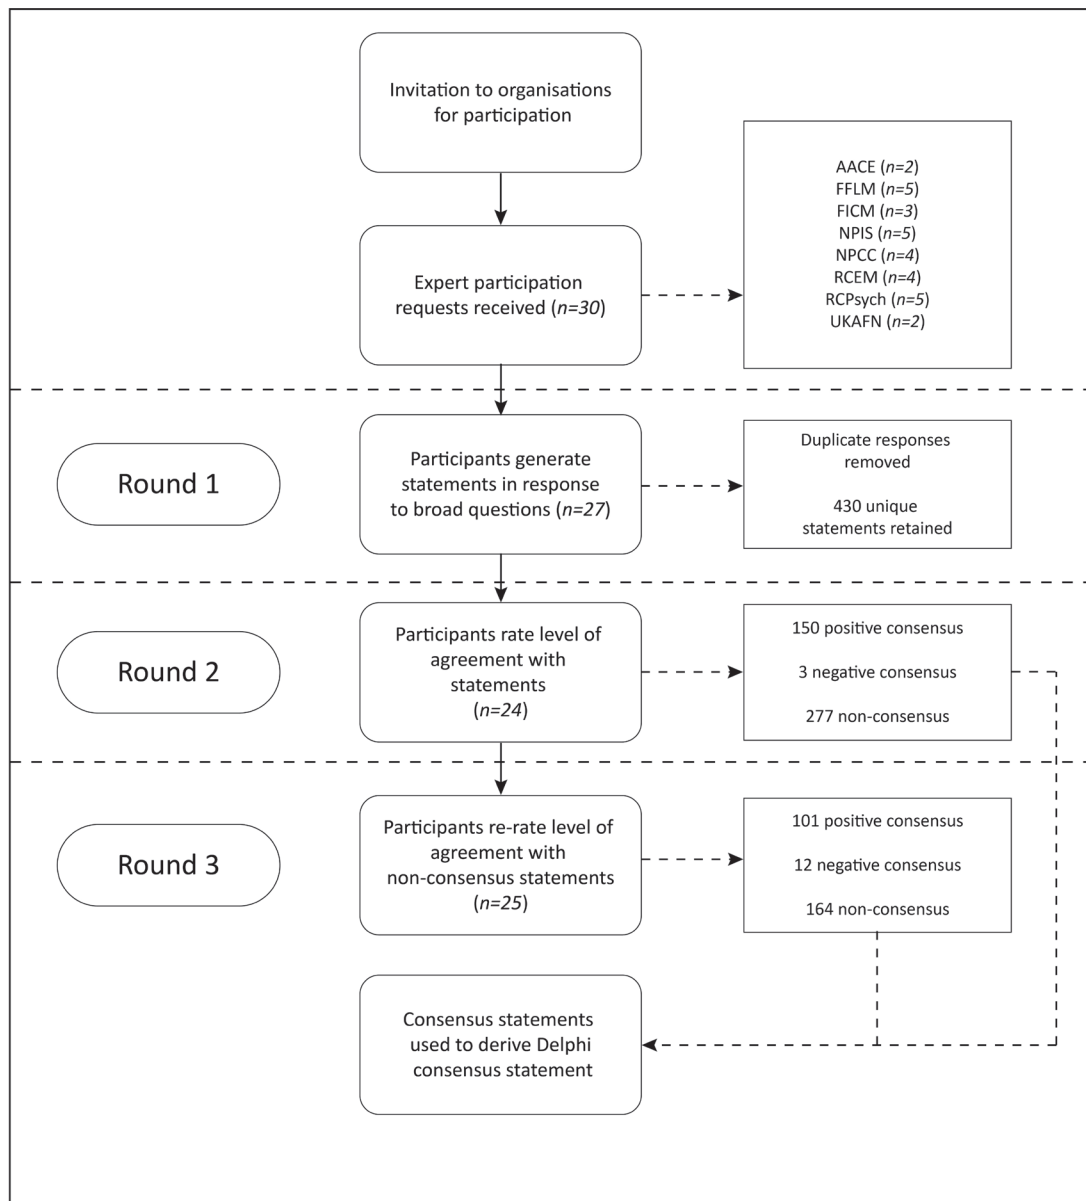 Invitation to organisations
for participation
Expert participation
requests received (n=30)
AACE (n=2)
FFLM (n=5)
FICM (n=3)
NPIS (n=5)
NPCC (n=4)
RCEM (n=4)
RCPsych (n=5)
UKAFN (n=2)
Round 1
Participants generate
statements in response
to broad questions (n=27)
Duplicate responses
removed
430 unique
statements retained
Round 2
Participants rate level of
agreement with
statements
(n=24)
150 positive consensus
3 negative consensus
277 non-consensus
Round 3
Participants re-rate level of
agreement with
non-consensus statements
(n=25)
101 positive consensus
12 negative consensus
164 non-consensus
Consensus statements
used to derive Delphi
consensus statement